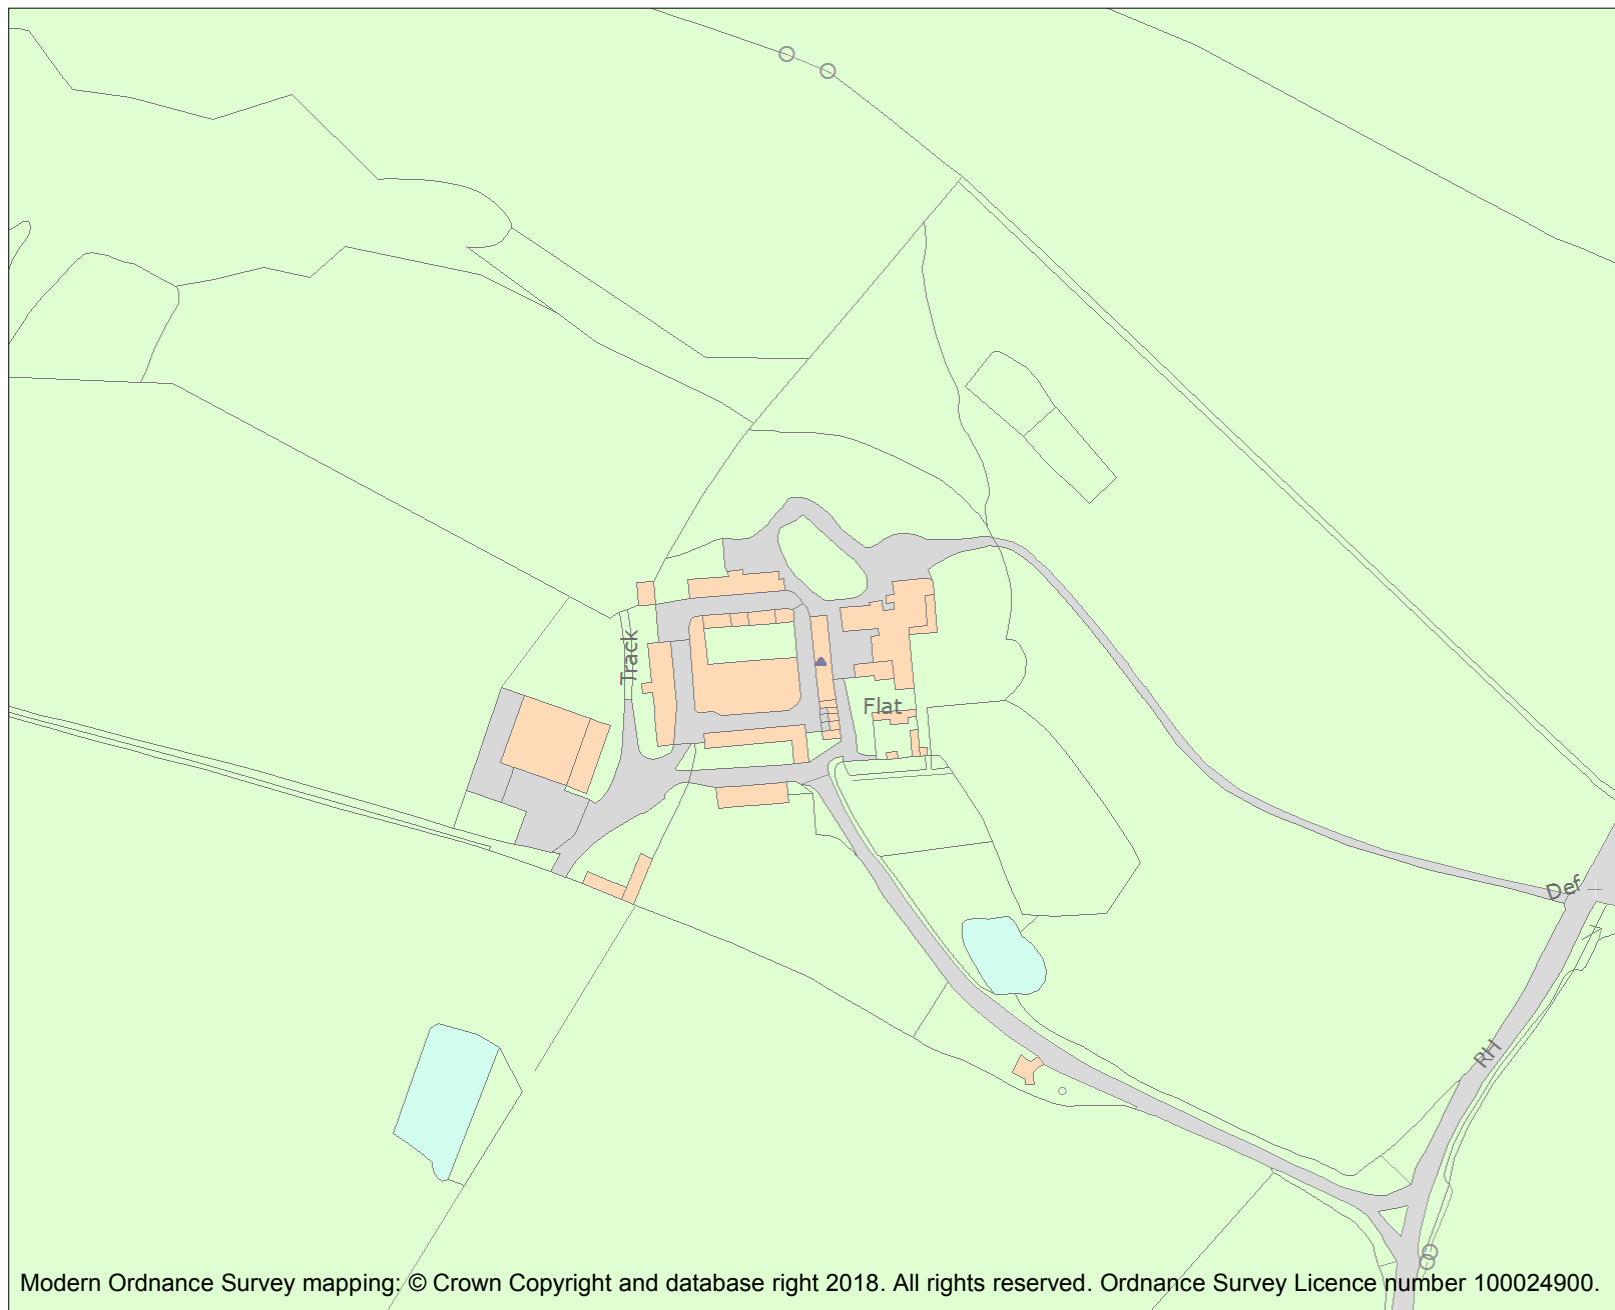 Track
Flat
Def
RH
Modern Ordnance Survey mapping: © Crown Copyright and database right 2018. All rights reserved. Ordnance Survey Licence number 100024900.